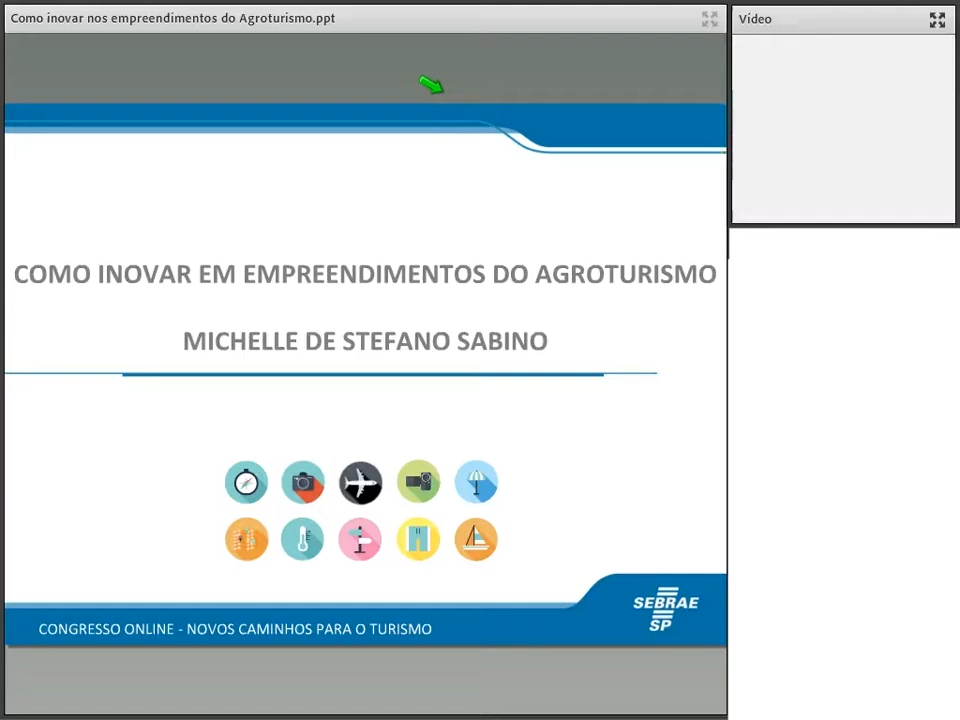 Como inovar nos empreendimentos do Agroturismo.ppt
Vídeo
COMO INOVAR EM EMPREENDIMENTOS DO AGROTURISMO
MICHELLE DE STEFANO SABINO
SEBRAE
SP
CONGRESSO ONLINE - NOVOS CAMINHOS PARA O TURISMO